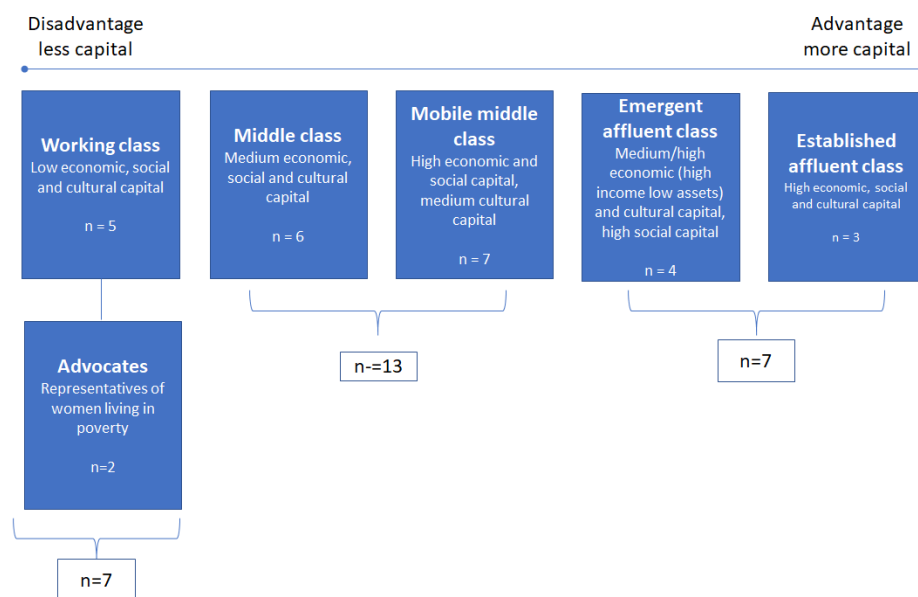 Disadvantage
less capital
Advantage
more capital
Working class
Low economic, social
and cultural capital
n = 5
Middle class
Medium economic,
social and cultural
capital
n = 6
Mobile middle
class
High economic and
social capital,
medium cultural
capital
n = 7
Emergent
affluent class
Medium/high
economic (high
income low assets)
and cultural capital,
high social capital
n = 4
Established
affluent class
High economic, social
and cultural capital
n = 3
Advocates
Representatives of
women living in
poverty
n=2
n-=13
n=7
n=7